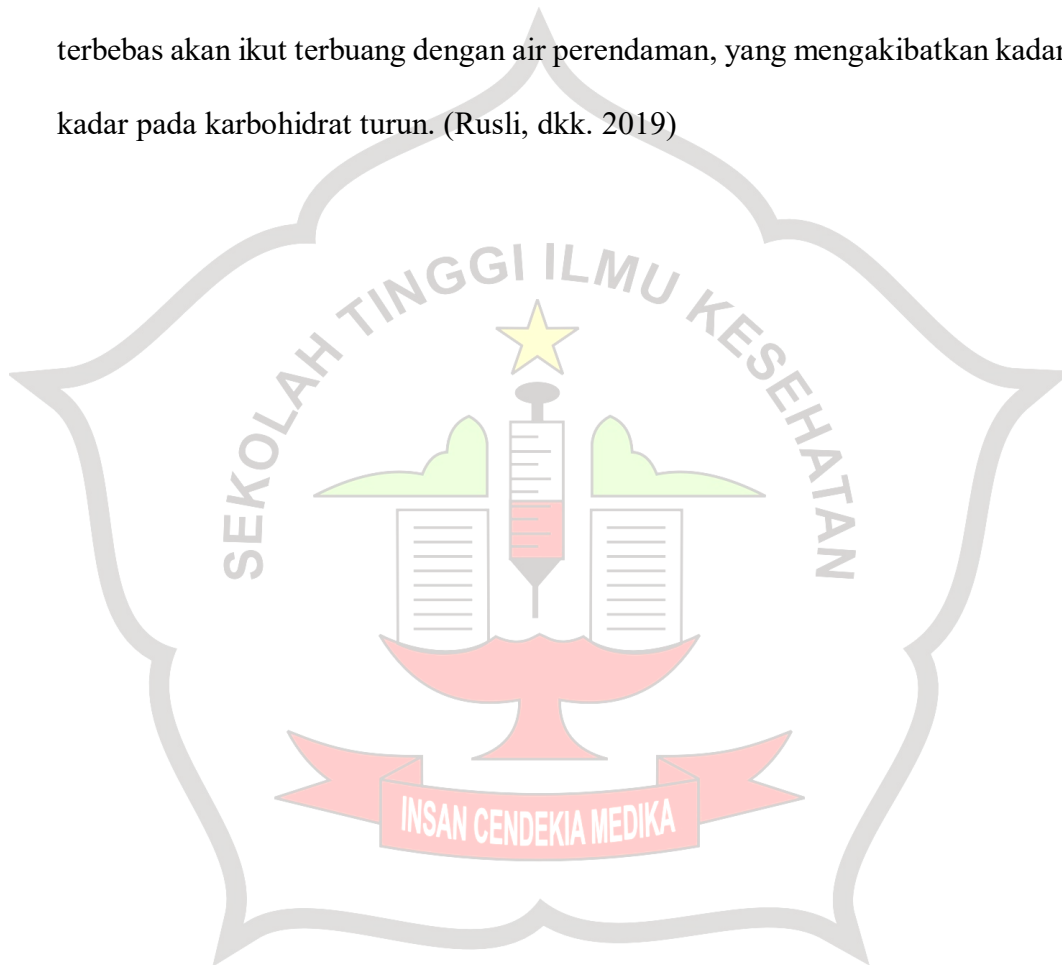 terbebas akan ikut terbuang dengan air perendaman, yang mengakibatkan kadar
kadar pada karbohidrat turun. (Rusli, dkk. 2019)
SEKOLAH TINGGI ILMU KESEHATAN
INSAN CENDEKIA MEDIKA